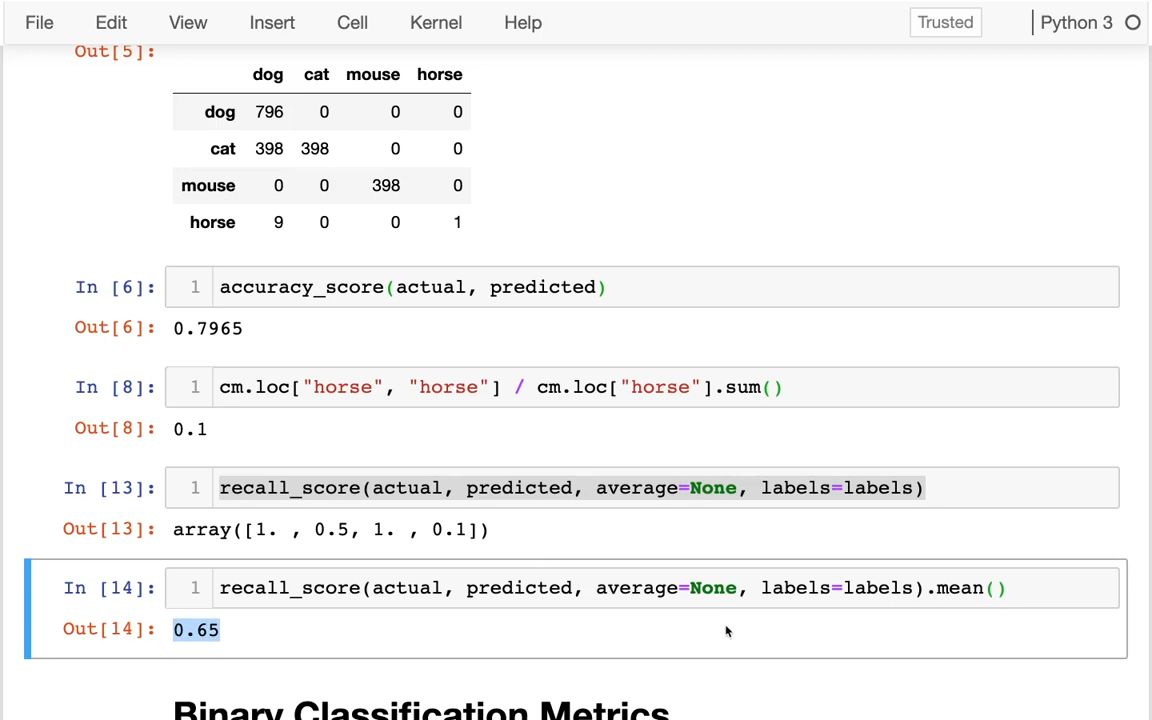 File Edit View Insert Cell Kernel Help Trusted Python 3
Out[5]:
dog cat mouse horse
dog 796 0 0 0
cat 398 398 0 0
mouse 0 0 398 0
horse 9 0 0 1
In [6]: 1 accuracy_score(actual, predicted)
Out[6]: 0.7965
In [8]: 1 cm.loc["horse", "horse"] / cm.loc["horse"].sum()
Out[8]: 0.1
In [13]: 1 recall_score(actual, predicted, average=None, labels=labels)
Out[13]: array([1. , 0.5, 1. , 0.1])
In [14]: 1 recall_score(actual, predicted, average=None, labels=labels).mean()
Out[14]: 0.65
Binary Classification Metrics